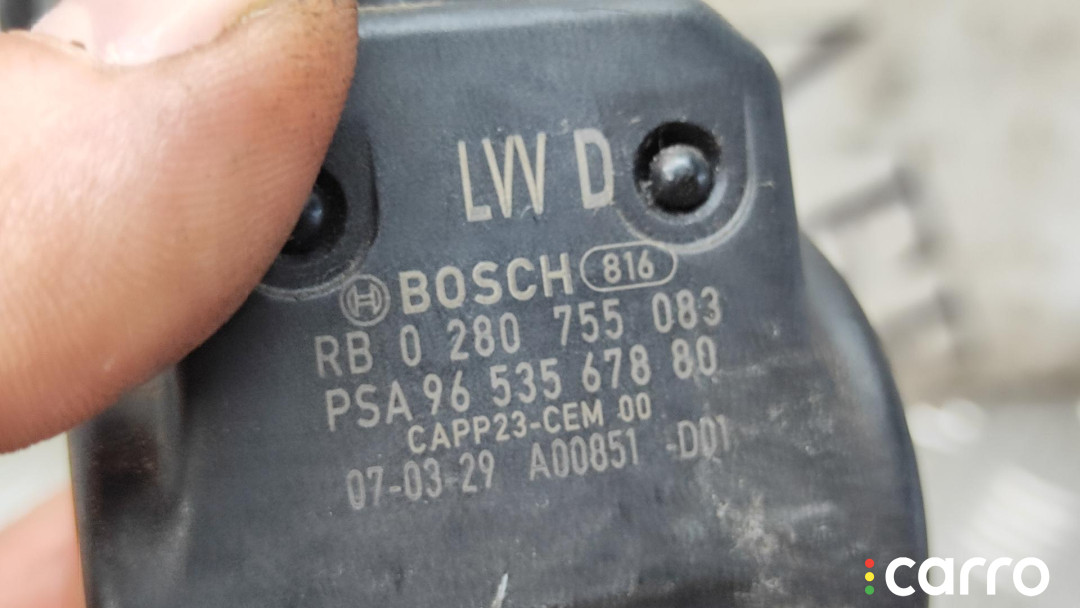 LVV D
BOSCH 816
RB 0 280 755 083
PSA 96 535 678 80
CAPP23-CEM 00
07-03-29 A00851 -D01
carro